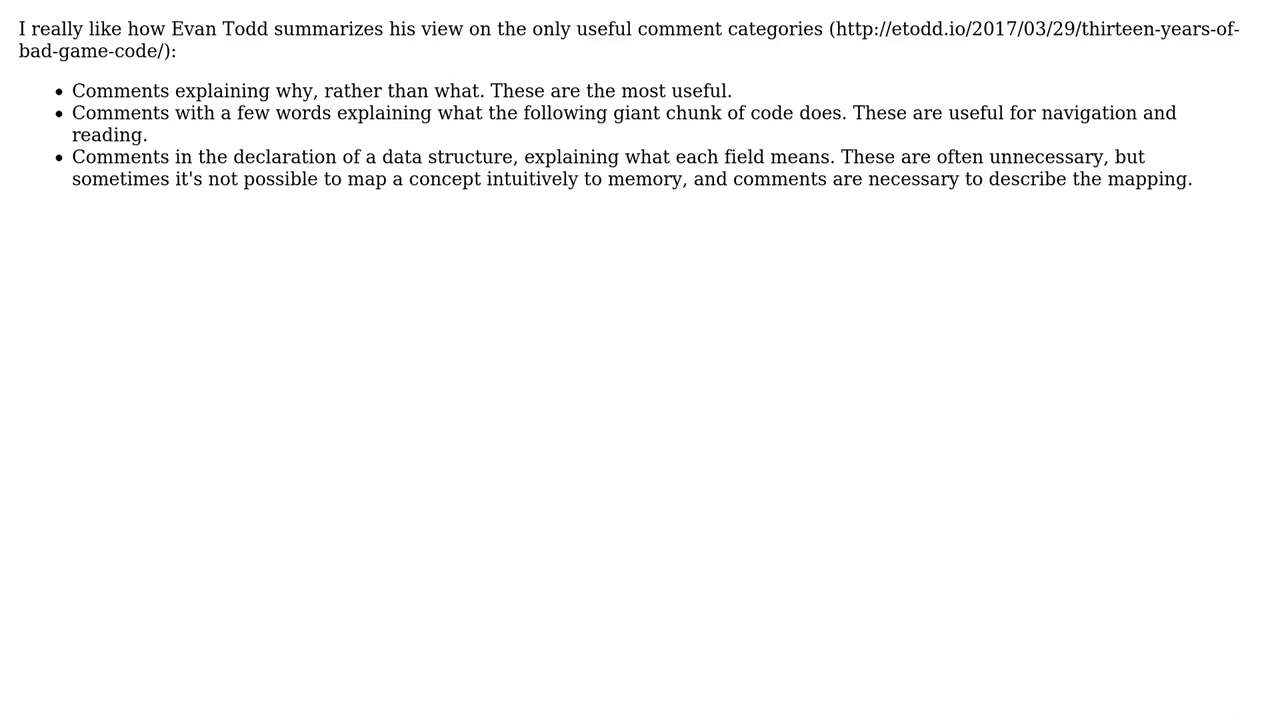 I really like how Evan Todd summarizes his view on the only useful comment categories (http://etodd.io/2017/03/29/thirteen-years-of-
bad-game-code/):
• Comments explaining why, rather than what. These are the most useful.
• Comments with a few words explaining what the following giant chunk of code does. These are useful for navigation and
reading.
• Comments in the declaration of a data structure, explaining what each field means. These are often unnecessary, but
sometimes it's not possible to map a concept intuitively to memory, and comments are necessary to describe the mapping.